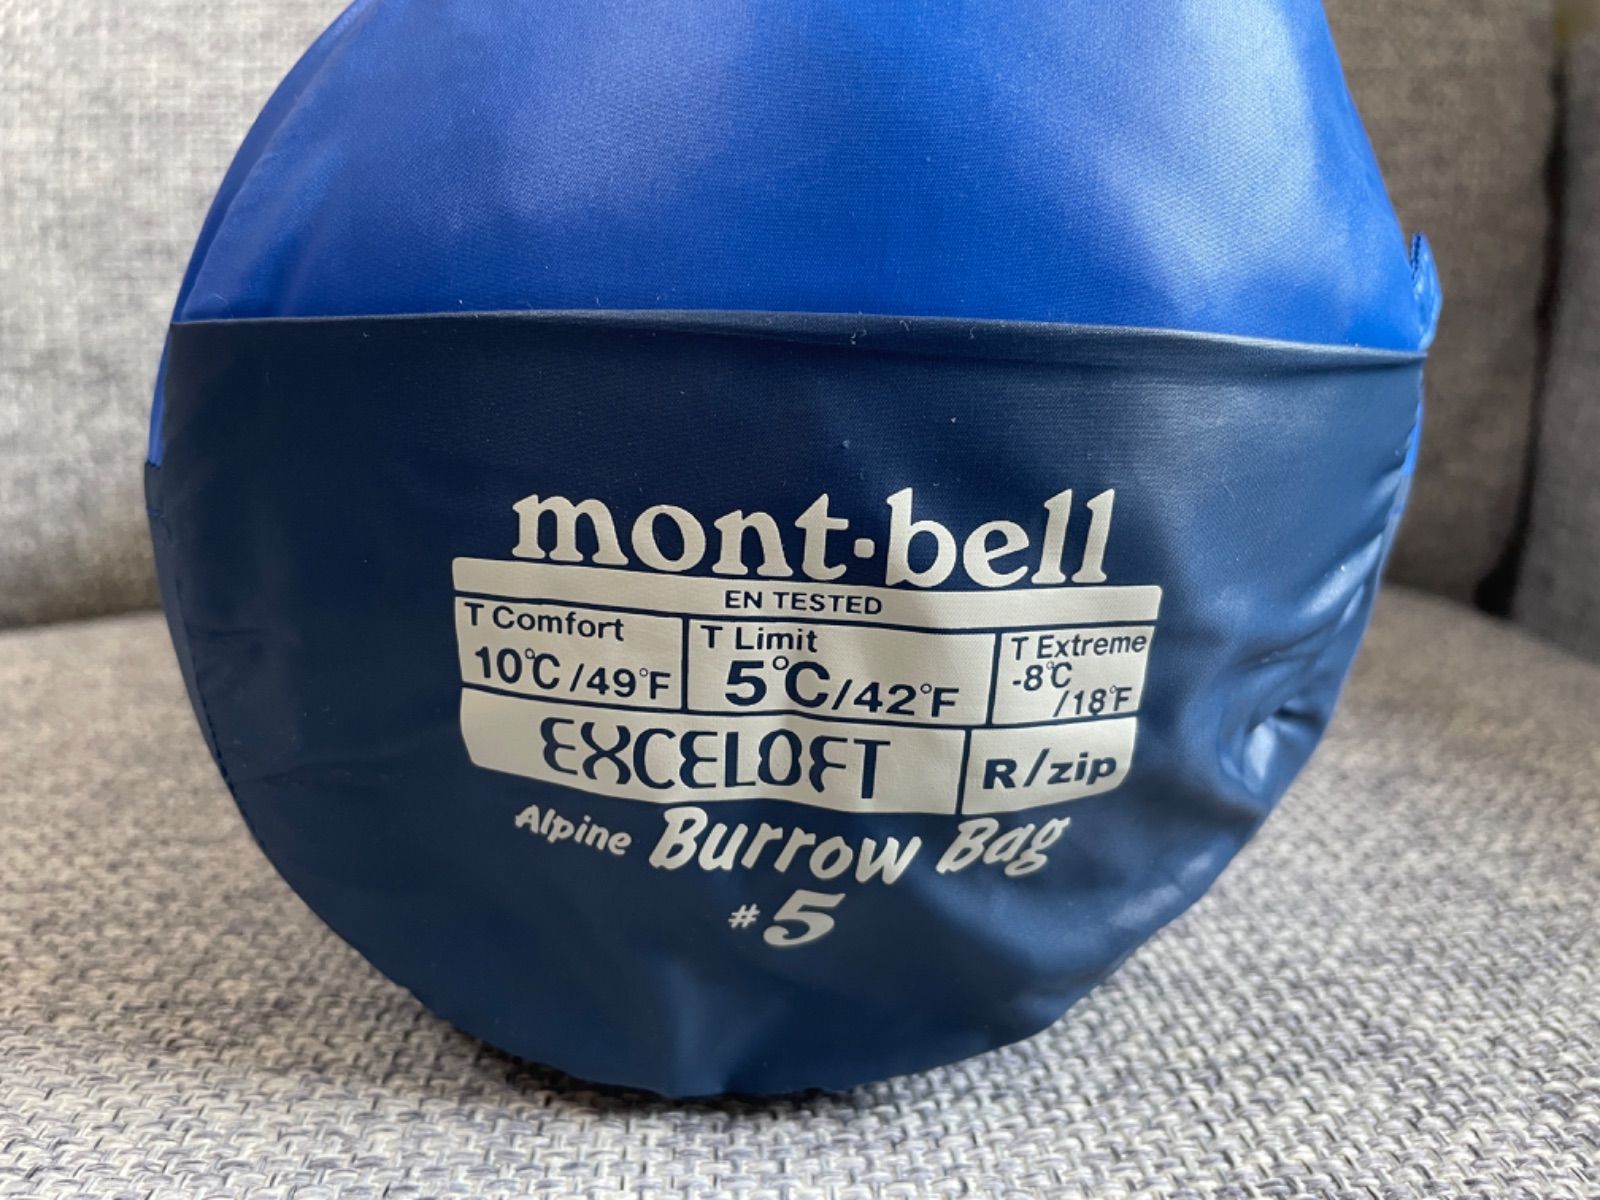 mont·bell
EN TESTED
T Comfort
10℃/49°F
T Limit
5℃/42°F
T Extreme
-8℃
/18°F
EXCELOFT
R/zip
Alpine Burrow Bag
#5